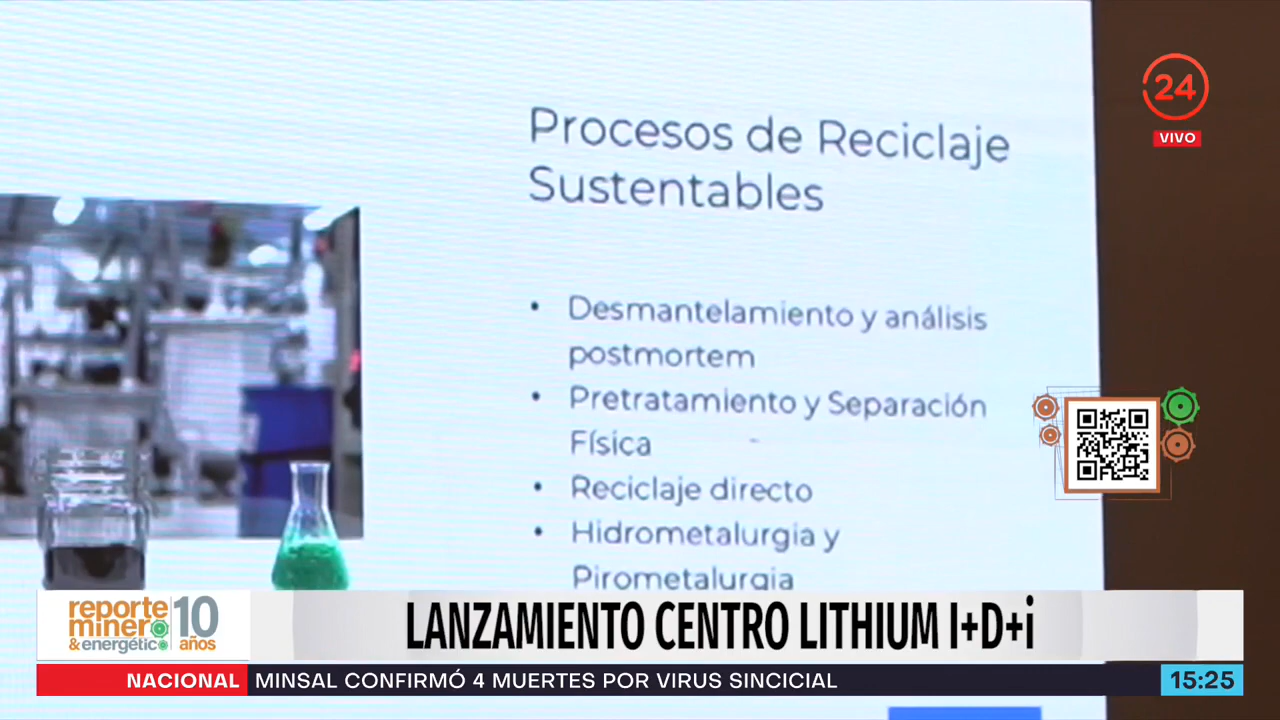 24
VIVO
Procesos de Reciclaje
Sustentables
• Desmantelamiento y análisis
postmortem
• Pretratamiento y Separación
Física
• Reciclaje directo
• Hidrometalurgia y
Pirometalurgia
reporte
minero
&energético
10
años
LANZAMIENTO CENTRO LITHIUM I+D+i
NACIONAL MINSAL CONFIRMÓ 4 MUERTES POR VIRUS SINCICIAL 15:25